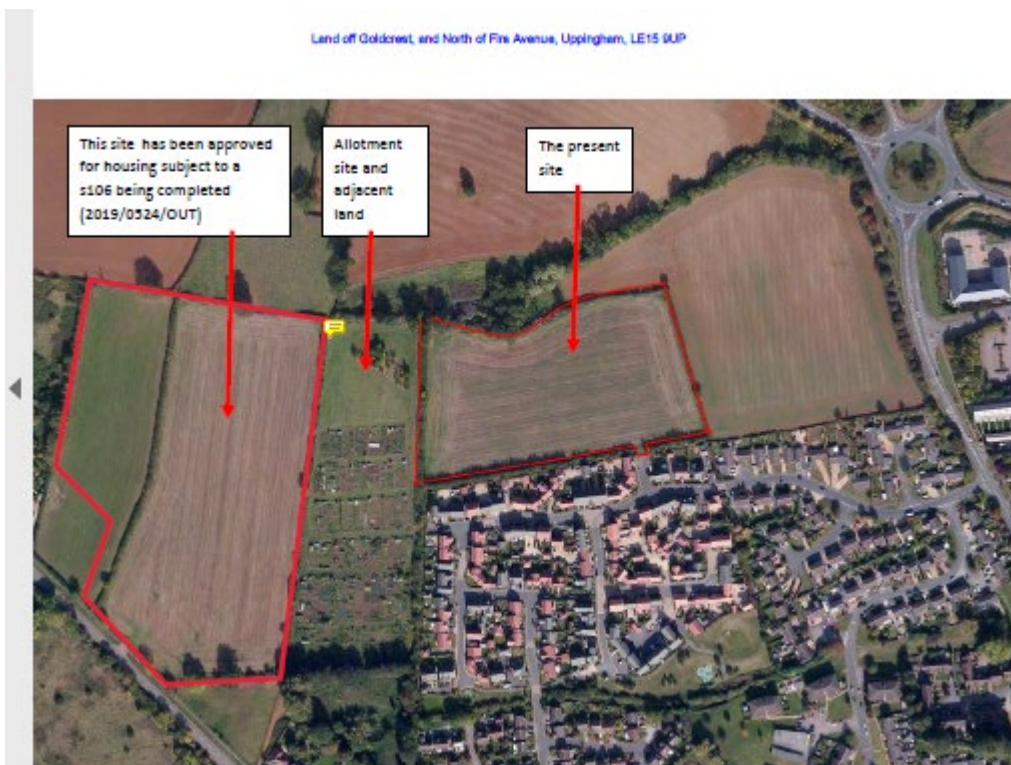 Land off Goldcrest, and North of Firs Avenue, Uppingham, LE15 9UP
This site has been approved
for housing subject to a
s106 being completed
(2019/0524/OUT)
Allotment
site and
adjacent
land
The present
site